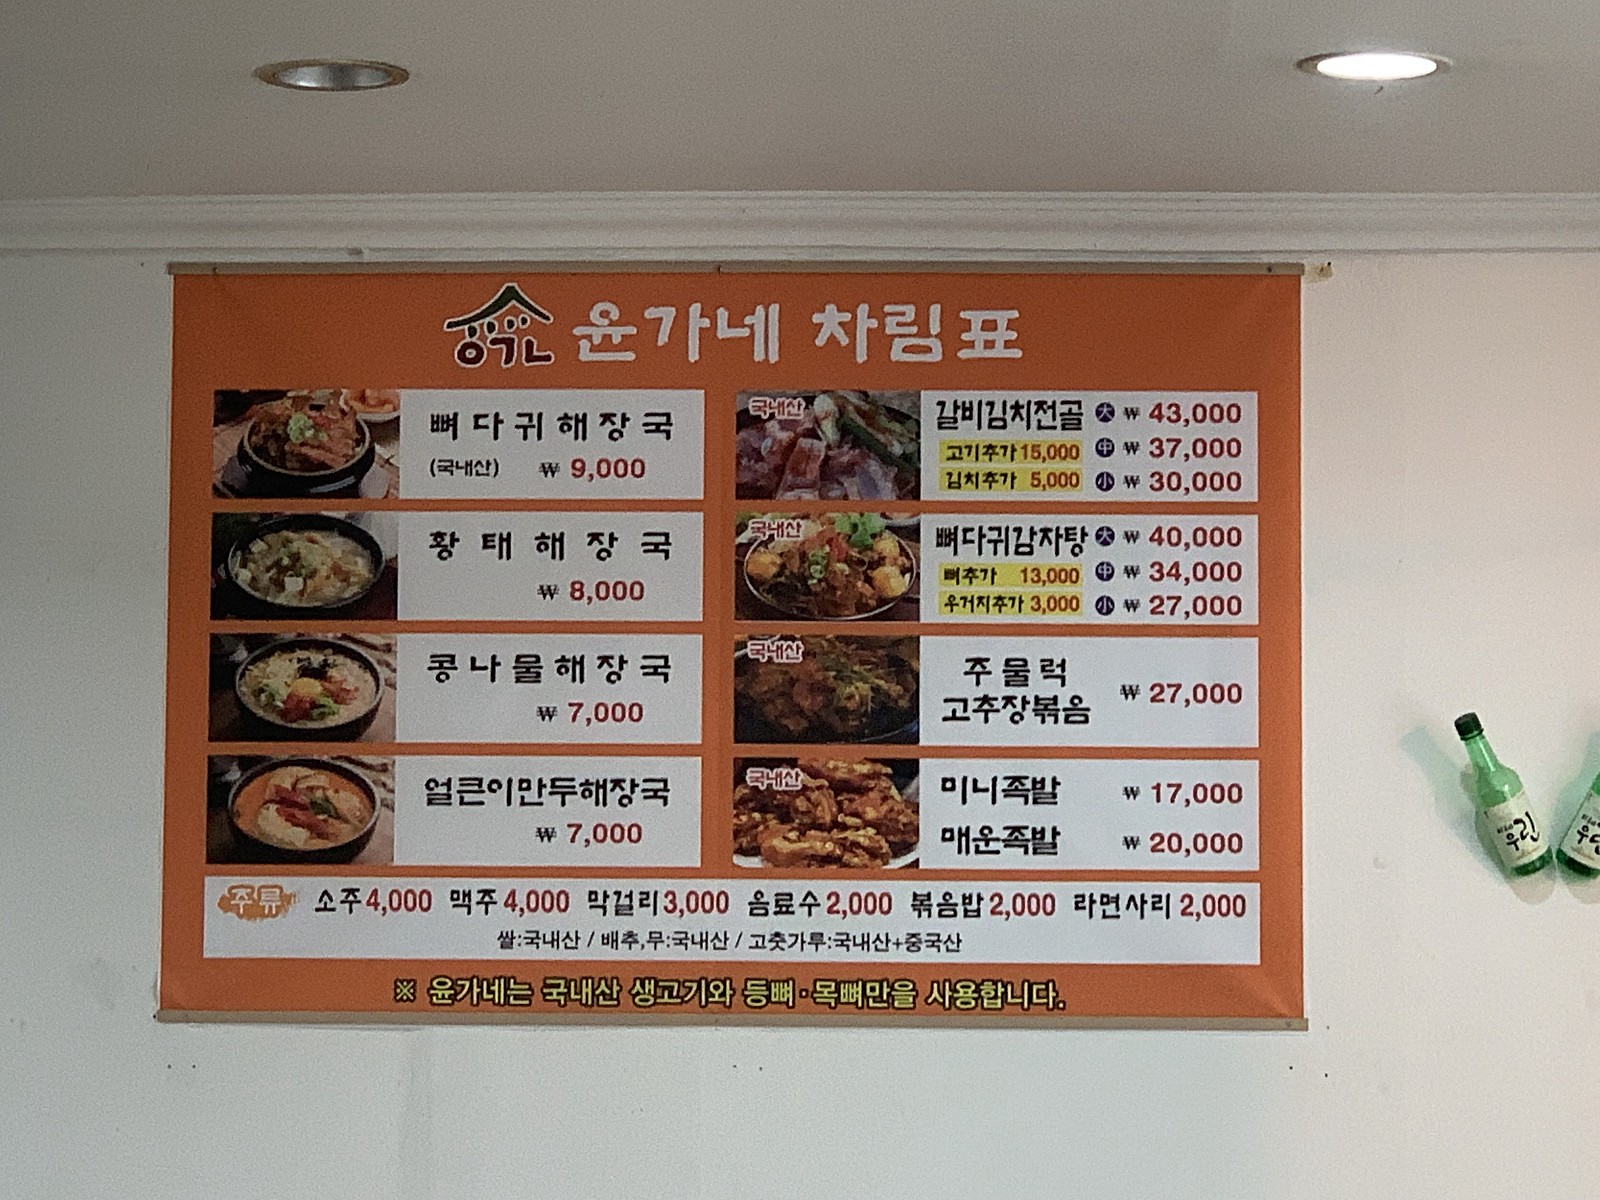 윤가네 차림표
뼈다귀해장국
(국내산) ₩ 9,000
황태해장국
₩ 8,000
콩나물해장국
₩ 7,000
얼큰이만두해장국
₩ 7,000
국내산
갈비김치전골 大 ₩ 43,000
고기추가 15,000 中 ₩ 37,000
김치추가 5,000 小 ₩ 30,000
국내산
뼈다귀감자탕 大 ₩ 40,000
뼈추가 13,000 中 ₩ 34,000
우거지추가 3,000 小 ₩ 27,000
국내산
주물럭
고추장볶음 ₩ 27,000
국내산
미니족발 ₩ 17,000
매운족발 ₩ 20,000
주류 소주 4,000 맥주 4,000 막걸리 3,000 음료수 2,000 볶음밥 2,000 라면사리 2,000
쌀:국내산 / 배추,무:국내산 / 고춧가루:국내산+중국산
※ 윤가네는 국내산 생고기와 등뼈·목뼈만을 사용합니다.
우린